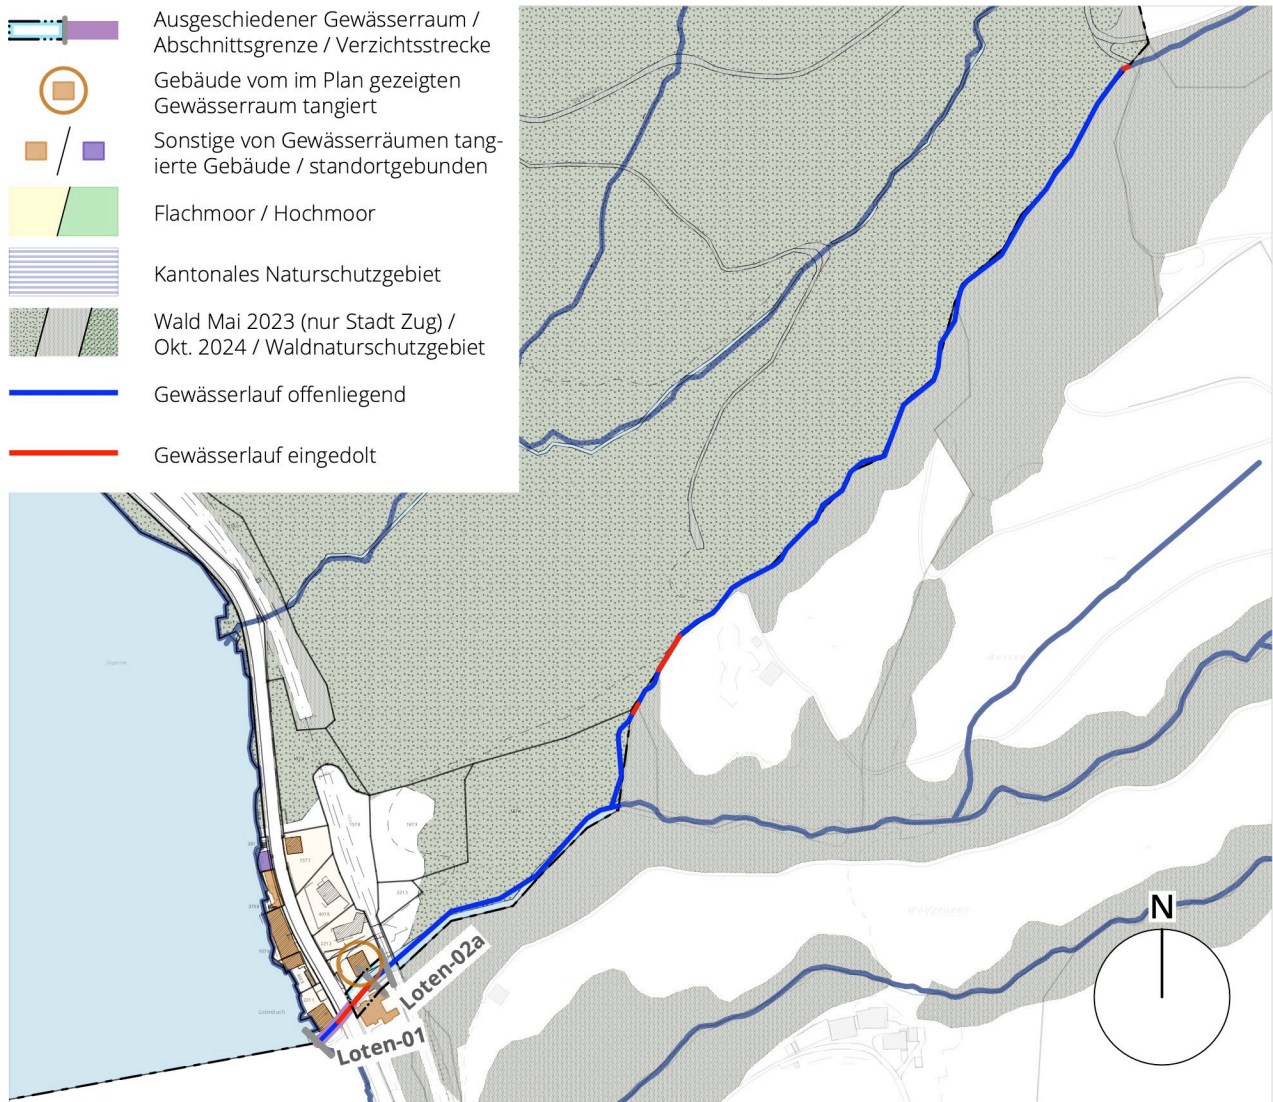 Ausgeschiedener Gewässerraum /
Abschnittsgrenze / Verzichtsstrecke
Gebäude vom im Plan gezeigten
Gewässerraum tangiert
Sonstige von Gewässerräumen tang-
ierte Gebäude / standortgebunden
Flachmoor / Hochmoor
Kantonales Naturschutzgebiet
Wald Mai 2023 (nur Stadt Zug) /
Okt. 2024 / Waldnaturschutzgebiet
Gewässerlauf offenliegend
Gewässerlauf eingedolt
N
Loten-02a
Loten-01